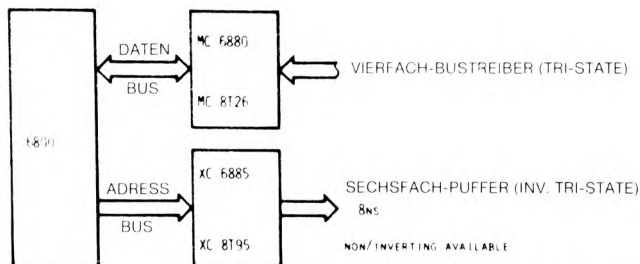 6800
DATEN
BUS
MC 6880
MC 8T26
VIERFACH-BUSTREIBER (TRI-STATE)
ADRESS
BUS
XC 6885
XC 8T95
SECHSFACH-PUFFER (INV. TRI-STATE)
8NS
NON/INVERTING AVAILABLE